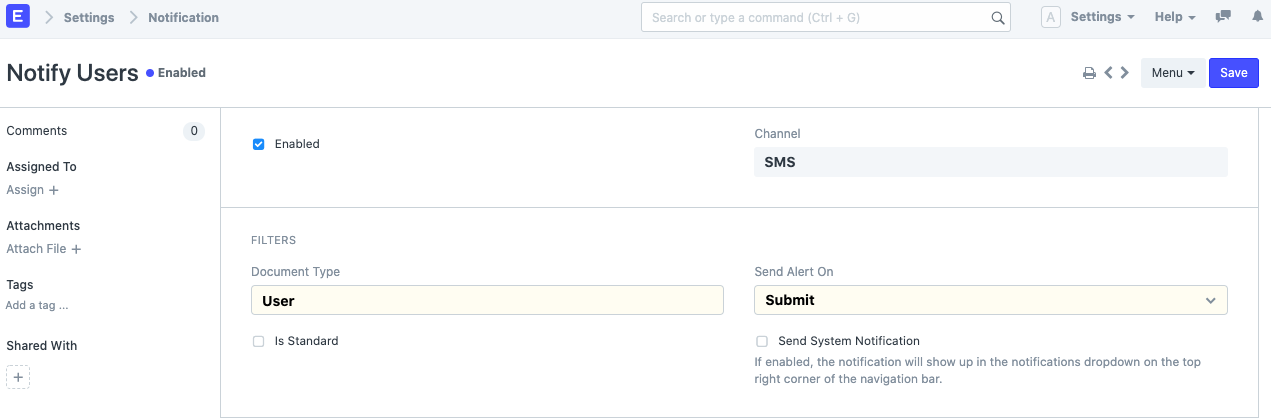 E Settings Notification Search or type a command (Ctrl + G) A Settings Help
Notify Users Enabled Menu Save
Comments 0
Enabled
Channel
SMS
Assigned To
Assign +
Attachments
Attach File +
Tags
Add a tag ...
Shared With
+
FILTERS
Document Type
User
Is Standard
Send Alert On
Submit
Send System Notification
If enabled, the notification will show up in the notifications dropdown on the top
right corner of the navigation bar.